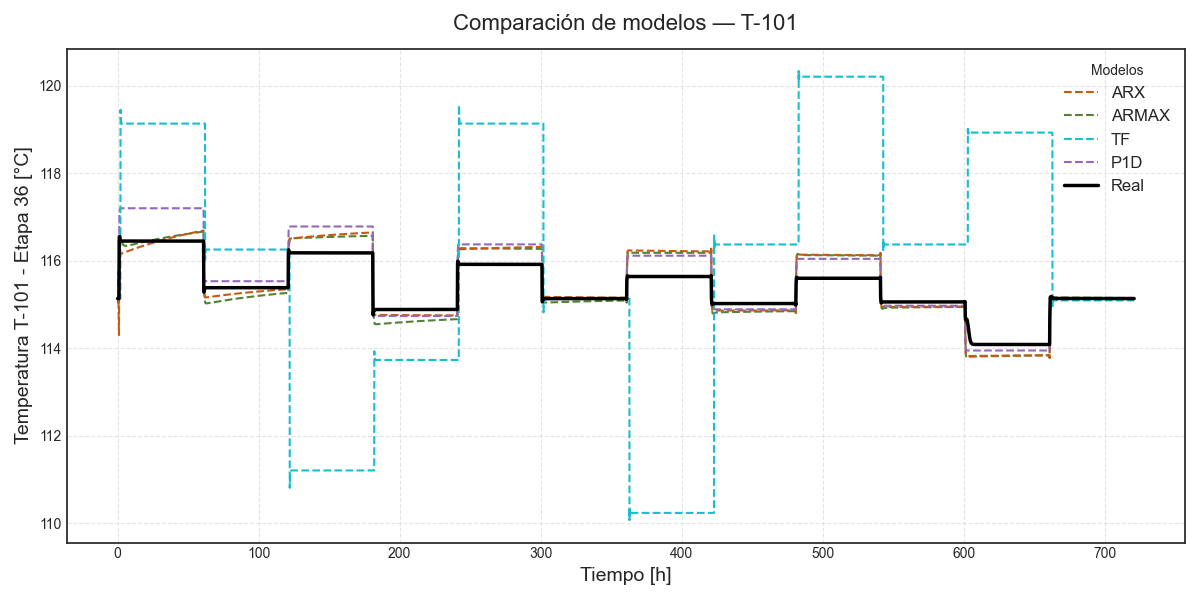 Comparación de modelos — T-101
Temperatura T-101 - Etapa 36 [°C]
120
118
116
114
112
110
Modelos
ARX
ARMAX
TF
P1D
Real
0
100
200
300
400
500
600
700
Tiempo [h]